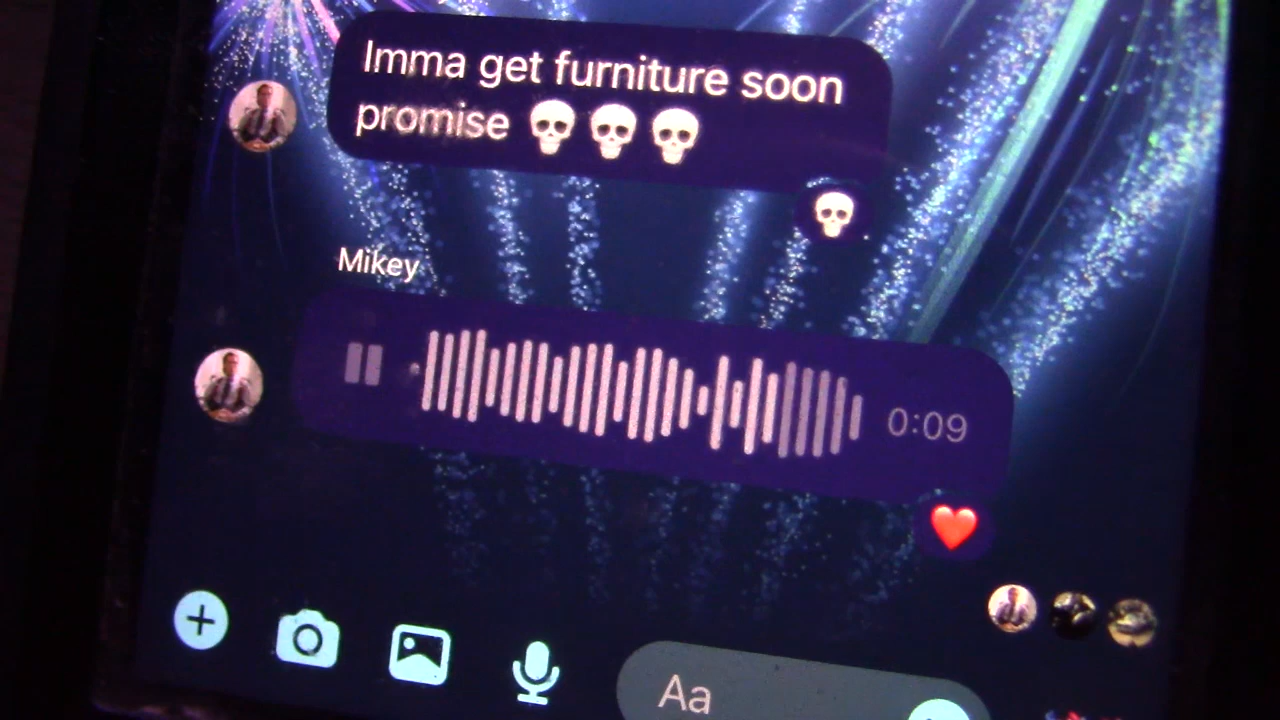 Imma get furniture soon
promise 💀💀💀
💀
Mikey
0:09
❤️
Aa